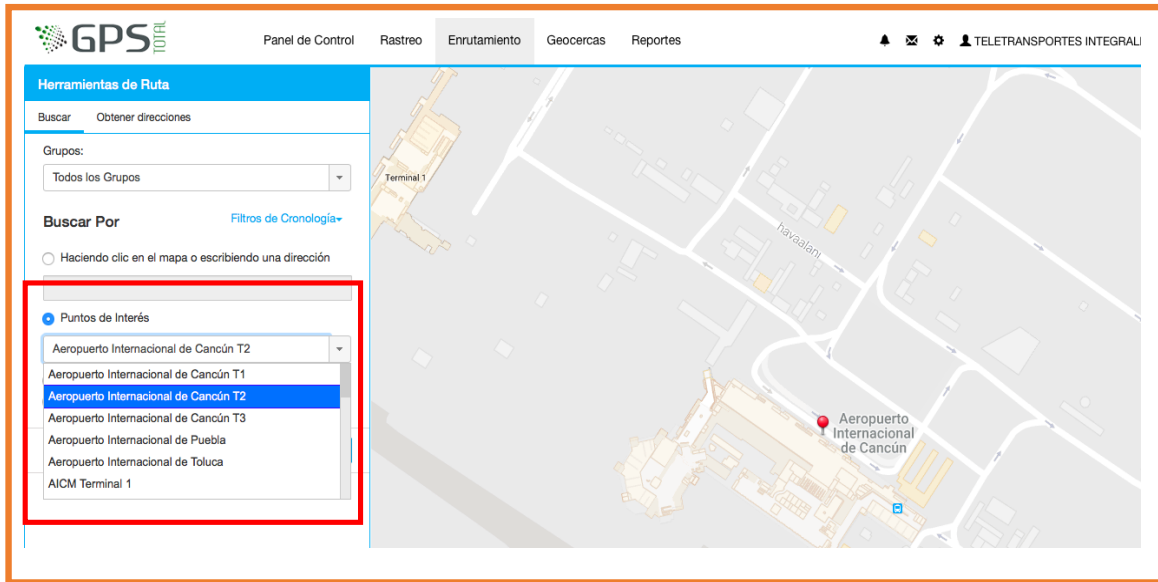 GPS TOTAL
Panel de Control Rastreo Enrutamiento Geocercas Reportes TELETRANSPORTES INTEGRALE
Herramientas de Ruta
Buscar Obtener direcciones
Grupos:
Todos los Grupos
Buscar Por Filtros de Cronología
Haciendo clic en el mapa o escribiendo una dirección
Puntos de Interés
Aeropuerto Internacional de Cancún T2
Aeropuerto Internacional de Cancún T1
Aeropuerto Internacional de Cancún T2
Aeropuerto Internacional de Cancún T3
Aeropuerto Internacional de Puebla
Aeropuerto Internacional de Toluca
AICM Terminal 1
Terminal 1
havaalani
Aeropuerto
Internacional
de Cancún